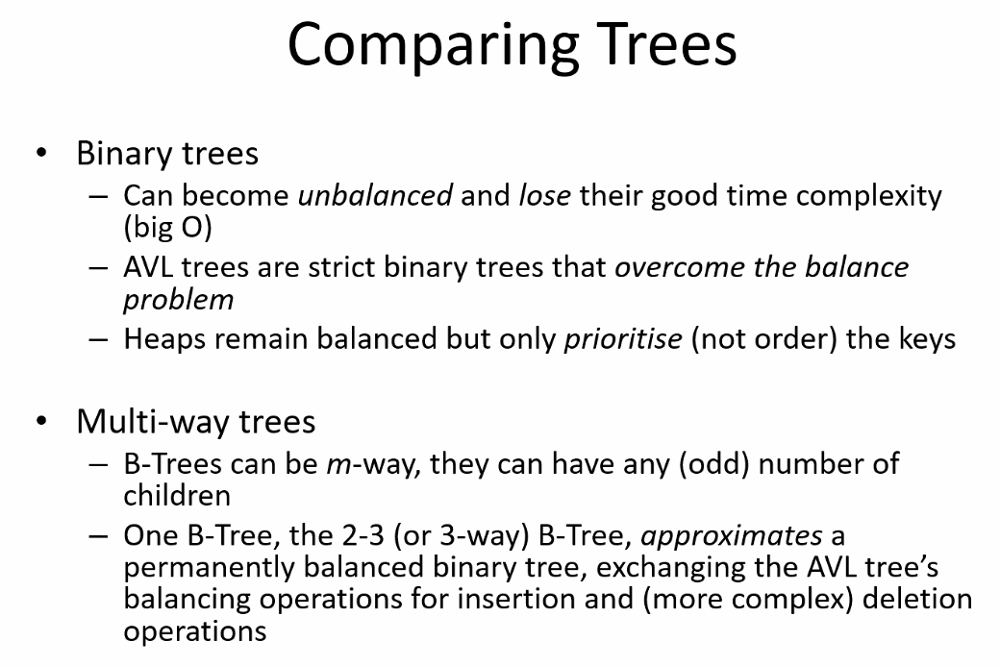 Comparing Trees
• Binary trees
– Can become unbalanced and lose their good time complexity
(big O)
– AVL trees are strict binary trees that overcome the balance
problem
– Heaps remain balanced but only prioritise (not order) the keys
• Multi-way trees
– B-Trees can be m-way, they can have any (odd) number of
children
– One B-Tree, the 2-3 (or 3-way) B-Tree, approximates a
permanently balanced binary tree, exchanging the AVL tree’s
balancing operations for insertion and (more complex) deletion
operations